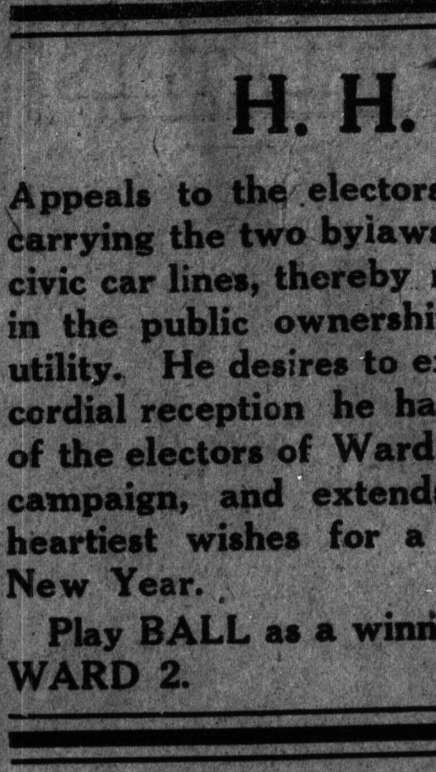 H. H.
Appeals to the electors
carrying the two bylaws
civic car lines, thereby
in the public ownershi
utility. He desires to e
cordial reception he ha
of the electors of Ward
campaign, and extends
heartiest wishes for a
New Year.
Play BALL as a winni
WARD 2.